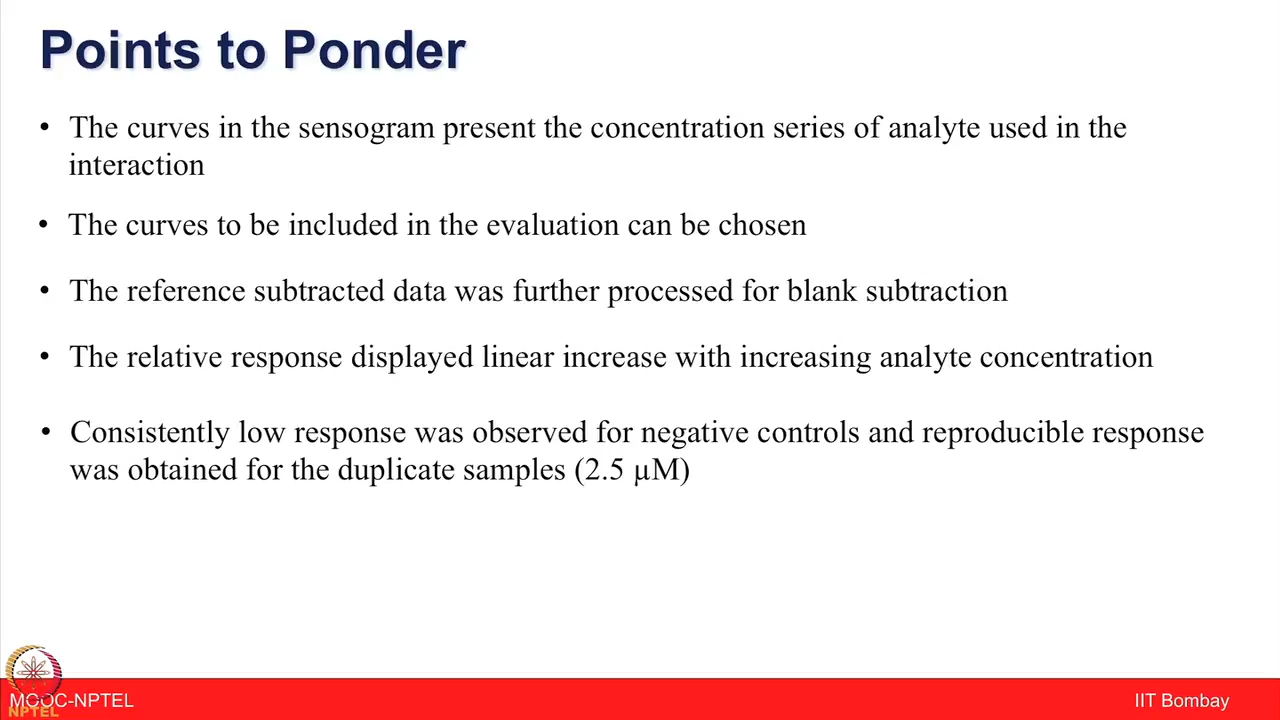 Points to Ponder
• The curves in the sensogram present the concentration series of analyte used in the
interaction
• The curves to be included in the evaluation can be chosen
• The reference subtracted data was further processed for blank subtraction
• The relative response displayed linear increase with increasing analyte concentration
• Consistently low response was observed for negative controls and reproducible response
was obtained for the duplicate samples (2.5 µM)
MOOC-NPTEL
NPTEL
IIT Bombay